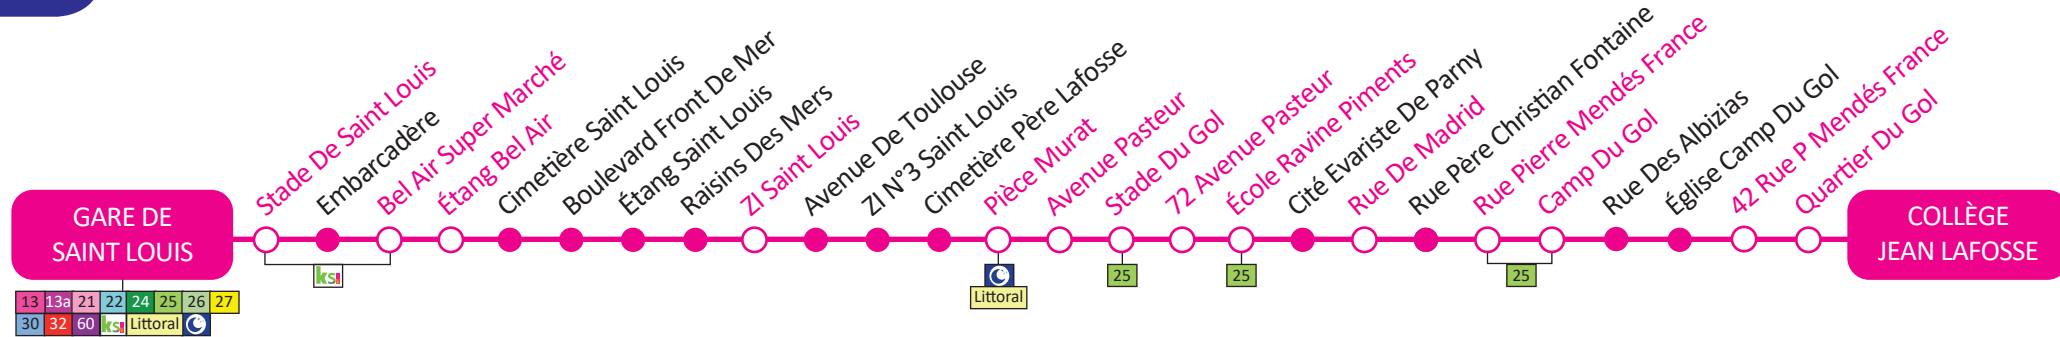 GARE DE
SAINT LOUIS
Stade De Saint Louis
Embarcadère
Bel Air Super Marché
Étang Bel Air
Cimetière Saint Louis
Boulevard Front De Mer
Étang Saint Louis
Raisins Des Mers
ZI Saint Louis
Avenue De Toulouse
ZI N°3 Saint Louis
Cimetière Père Lafosse
Pièce Murat
Avenue Pasteur
Stade Du Gol
72 Avenue Pasteur
École Ravine Piments
Cité Evariste De Parny
Rue De Madrid
Rue Père Christian Fontaine
Rue Pierre Mendés France
Camp Du Gol
Rue Des Albizias
Église Camp Du Gol
42 Rue P Mendés France
Quartier Du Gol
COLLÈGE
JEAN LAFOSSE
ksi
Littoral
25
25
25
13 13a 21 22 24 25 26 27
30 32 60 ksi Littoral